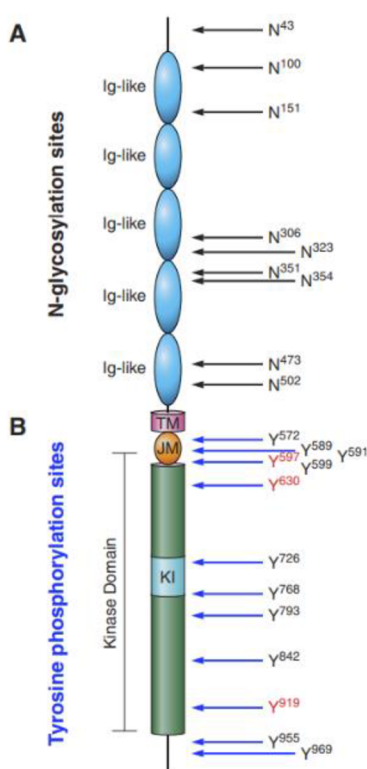 A
N-glycosylation sites
Ig-like
Ig-like
Ig-like
Ig-like
Ig-like
N43
N100
N151
N306
N323
N351
N354
N473
N502
TM
B
Tyrosine phosphorylation sites
JM
Kinase Domain
KI
Y572
Y589
Y591
Y597
Y599
Y630
Y726
Y768
Y793
Y842
Y919
Y955
Y969